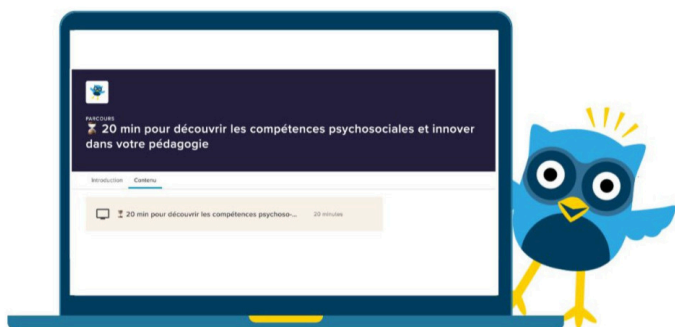 PARCOURS
⌛ 20 min pour découvrir les compétences psychosociales et innover
dans votre pédagogie
Introduction Contenu
⌛ 20 min pour découvrir les compétences psychoso-... 20 minutes